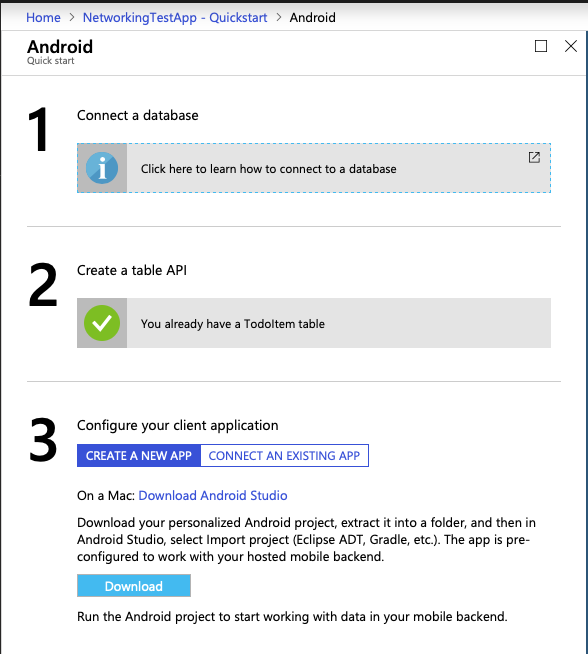 Home > NetworkingTestApp - Quickstart > Android
Android
Quick start
1
Connect a database
Click here to learn how to connect to a database
2
Create a table API
You already have a TodoItem table
3
Configure your client application
CREATE A NEW APP CONNECT AN EXISTING APP
On a Mac: Download Android Studio
Download your personalized Android project, extract it into a folder, and then in
Android Studio, select Import project (Eclipse ADT, Gradle, etc.). The app is pre-
configured to work with your hosted mobile backend.
Download
Run the Android project to start working with data in your mobile backend.